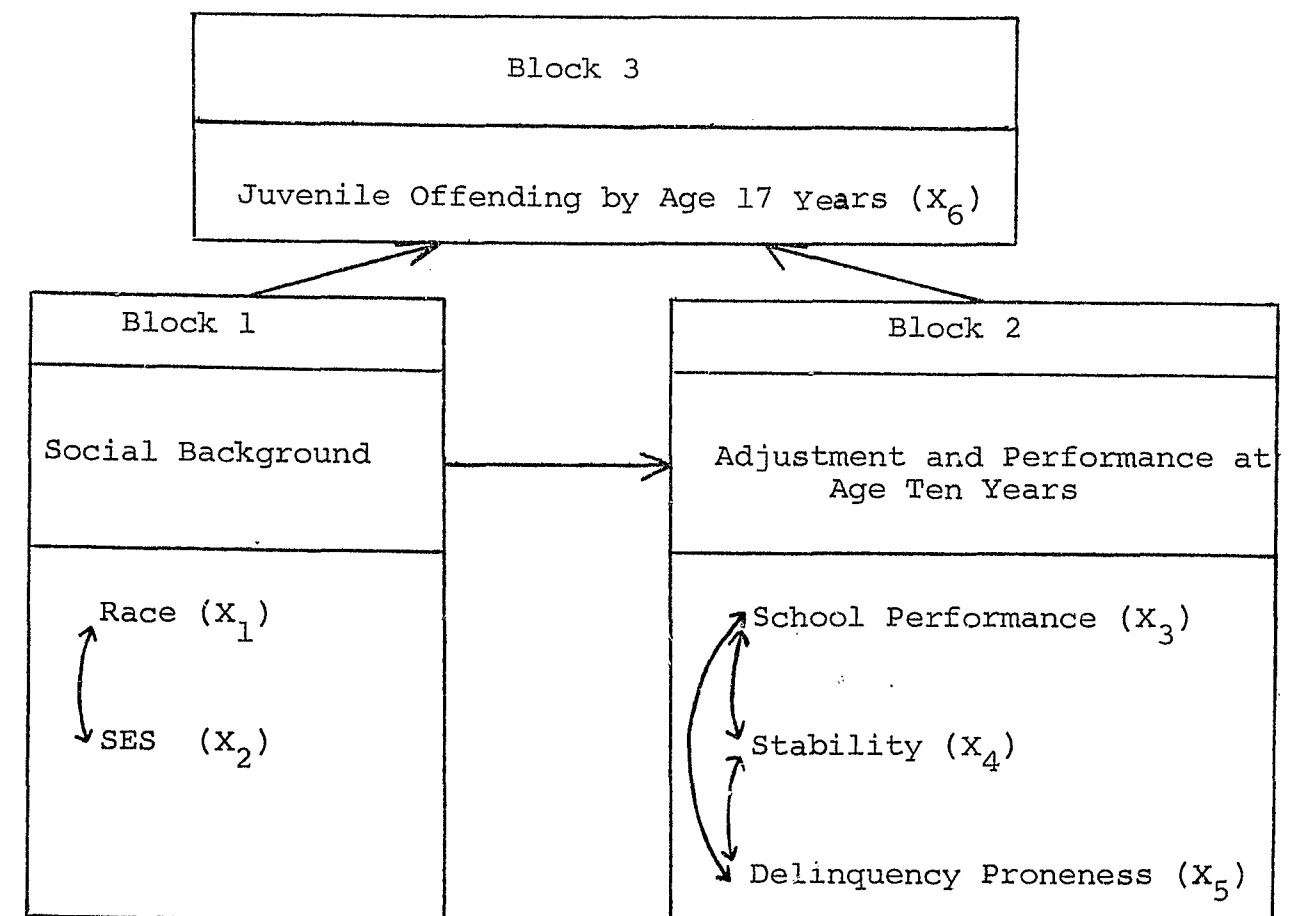 Block 3
Juvenile Offending by Age 17 Years (X6)
Block 1
Social Background
Race (X1)
SES (X2)
Block 2
Adjustment and Performance at
Age Ten Years
School Performance (X3)
Stability (X4)
Delinquency Proneness (X5)